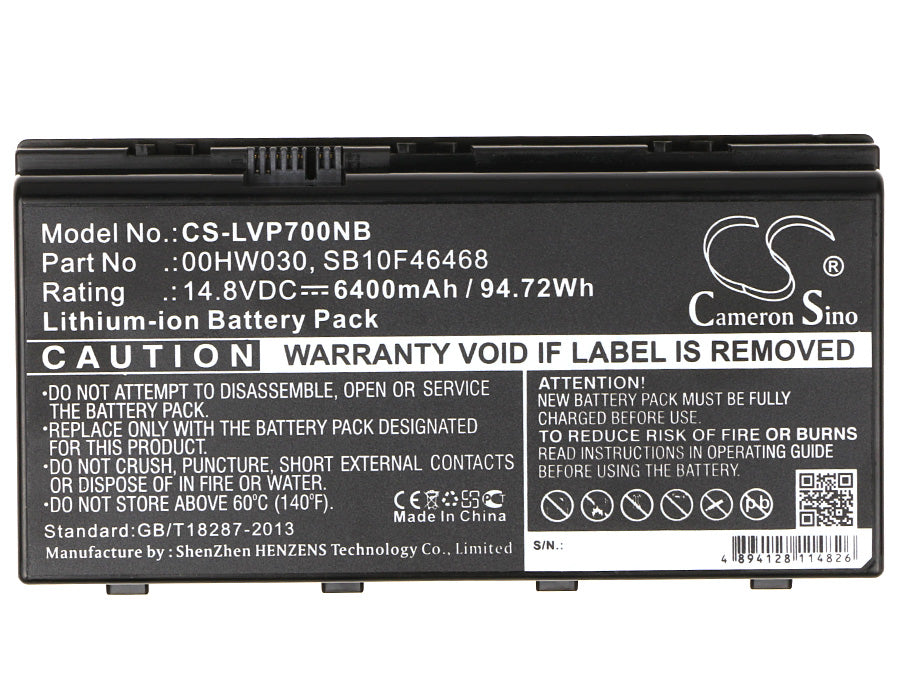 Model No.:CS-LVP700NB
Part No .:00HW030, SB10F46468
Rating .:14.8VDC⎓6400mAh / 94.72Wh
Lithium-ion Battery Pack
CS®
Cameron Sino
CAUTION WARRANTY VOID IF LABEL IS REMOVED
•DO NOT ATTEMPT TO DISASSEMBLE, OPEN OR SERVICE
THE BATTERY PACK.
•REPLACE ONLY WITH THE BATTERY PACK DESIGNATED
FOR THIS PRODUCT.
•DO NOT CRUSH, PUNCTURE, SHORT EXTERNAL CONTACTS
OR DISPOSE OF IN FIRE OR WATER.
•DO NOT STORE ABOVE 60℃ (140℉).
CE
Made In China
Standard:GB/T18287-2013
Manufacture by : ShenZhen HENZENS Technology Co., Limited
ATTENTION!
NEW BATTERY PACK MUST BE FULLY
CHARGED BEFORE USE.
TO REDUCE RISK OF FIRE OR BURNS
READ INSTRUCTIONS IN OPERATING GUIDE
BEFORE USING THE BATTERY.
Pb
S/N.:
4 894128 114826